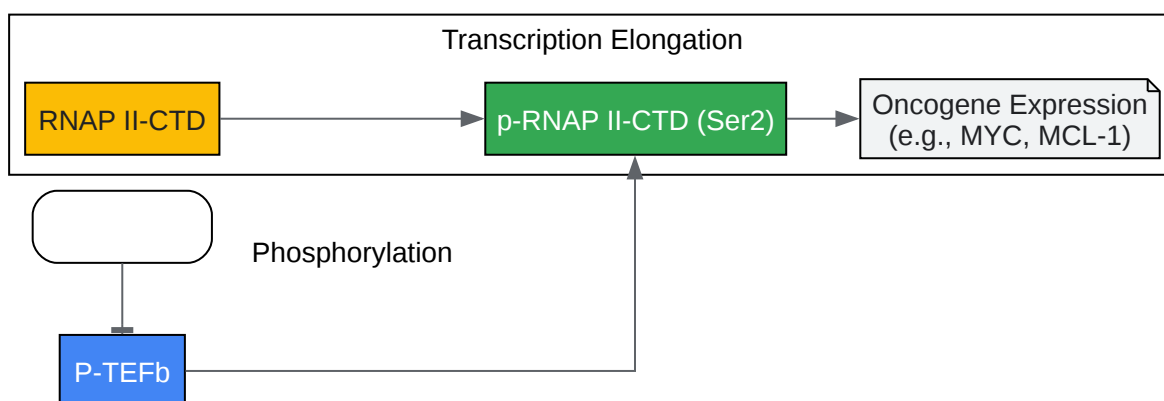 Transcription Elongation
RNAP II-CTD
p-RNAP II-CTD (Ser2)
Oncogene Expression
(e.g., MYC, MCL-1)
Phosphorylation
P-TEFb